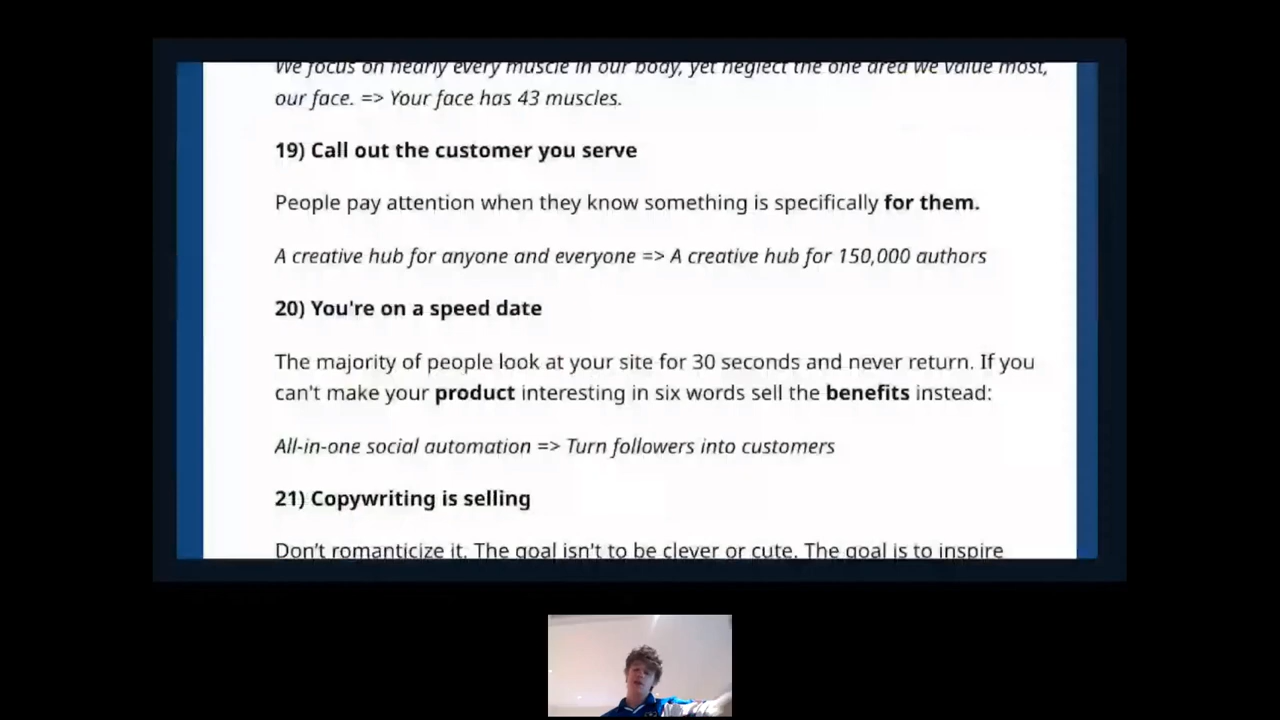 We focus on nearly every muscle in our body, yet neglect the one area we value most,
our face. => Your face has 43 muscles.
19) Call out the customer you serve
People pay attention when they know something is specifically for them.
A creative hub for anyone and everyone => A creative hub for 150,000 authors
20) You're on a speed date
The majority of people look at your site for 30 seconds and never return. If you
can't make your product interesting in six words sell the benefits instead:
All-in-one social automation => Turn followers into customers
21) Copywriting is selling
Don't romanticize it. The goal isn't to be clever or cute. The goal is to inspire